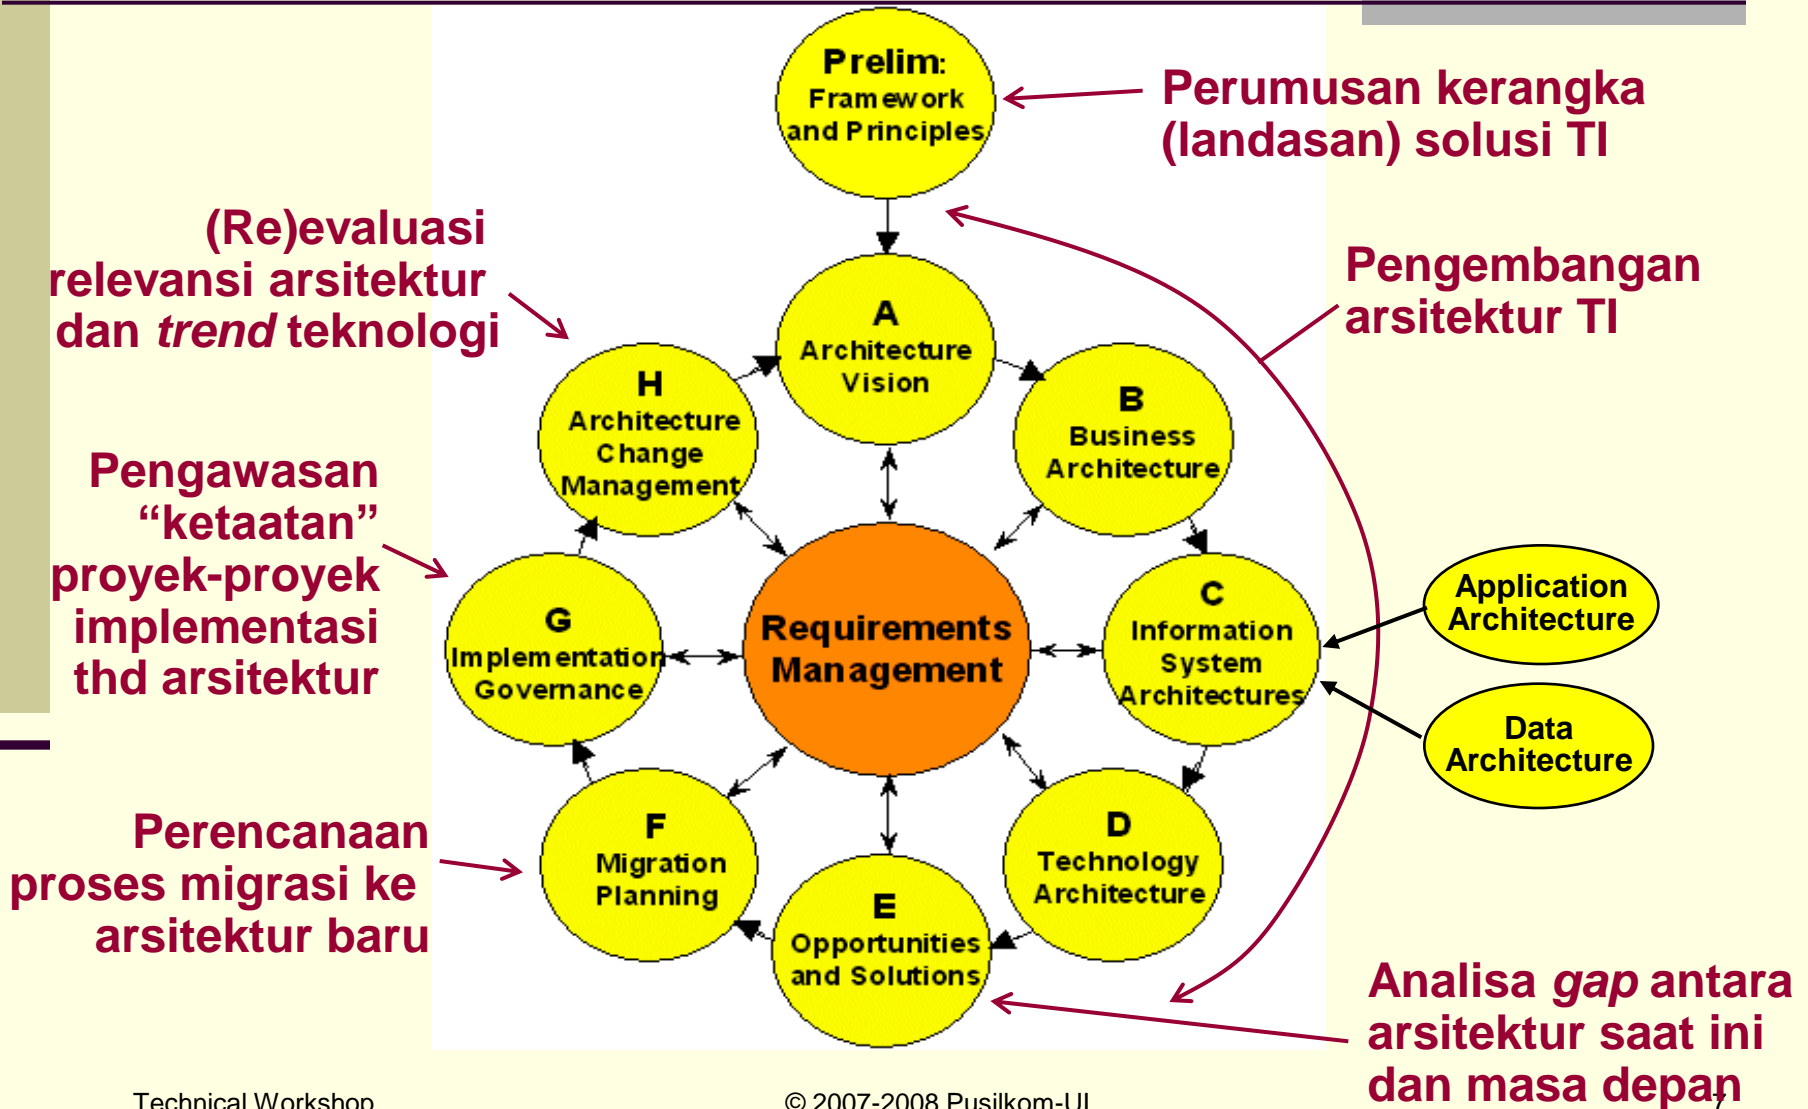 Prelim:
Framework
and Principles
Perumusan kerangka
(landasan) solusi TI
(Re)evaluasi
relevansi arsitektur
dan trend teknologi
Pengembangan
arsitektur TI
A
Architecture
Vision
H
Architecture
Change
Management
B
Business
Architecture
Pengawasan
“ketaatan”
proyek-proyek
implementasi
thd arsitektur
G
Implementation
Governance
Requirements
Management
C
Information
System
Architectures
Application
Architecture
Data
Architecture
Perencanaan
proses migrasi ke
arsitektur baru
F
Migration
Planning
D
Technology
Architecture
E
Opportunities
and Solutions
Analisa gap antara
arsitektur saat ini
dan masa depan
Technical Workshop
© 2007-2008 Pusilkom-UI
7